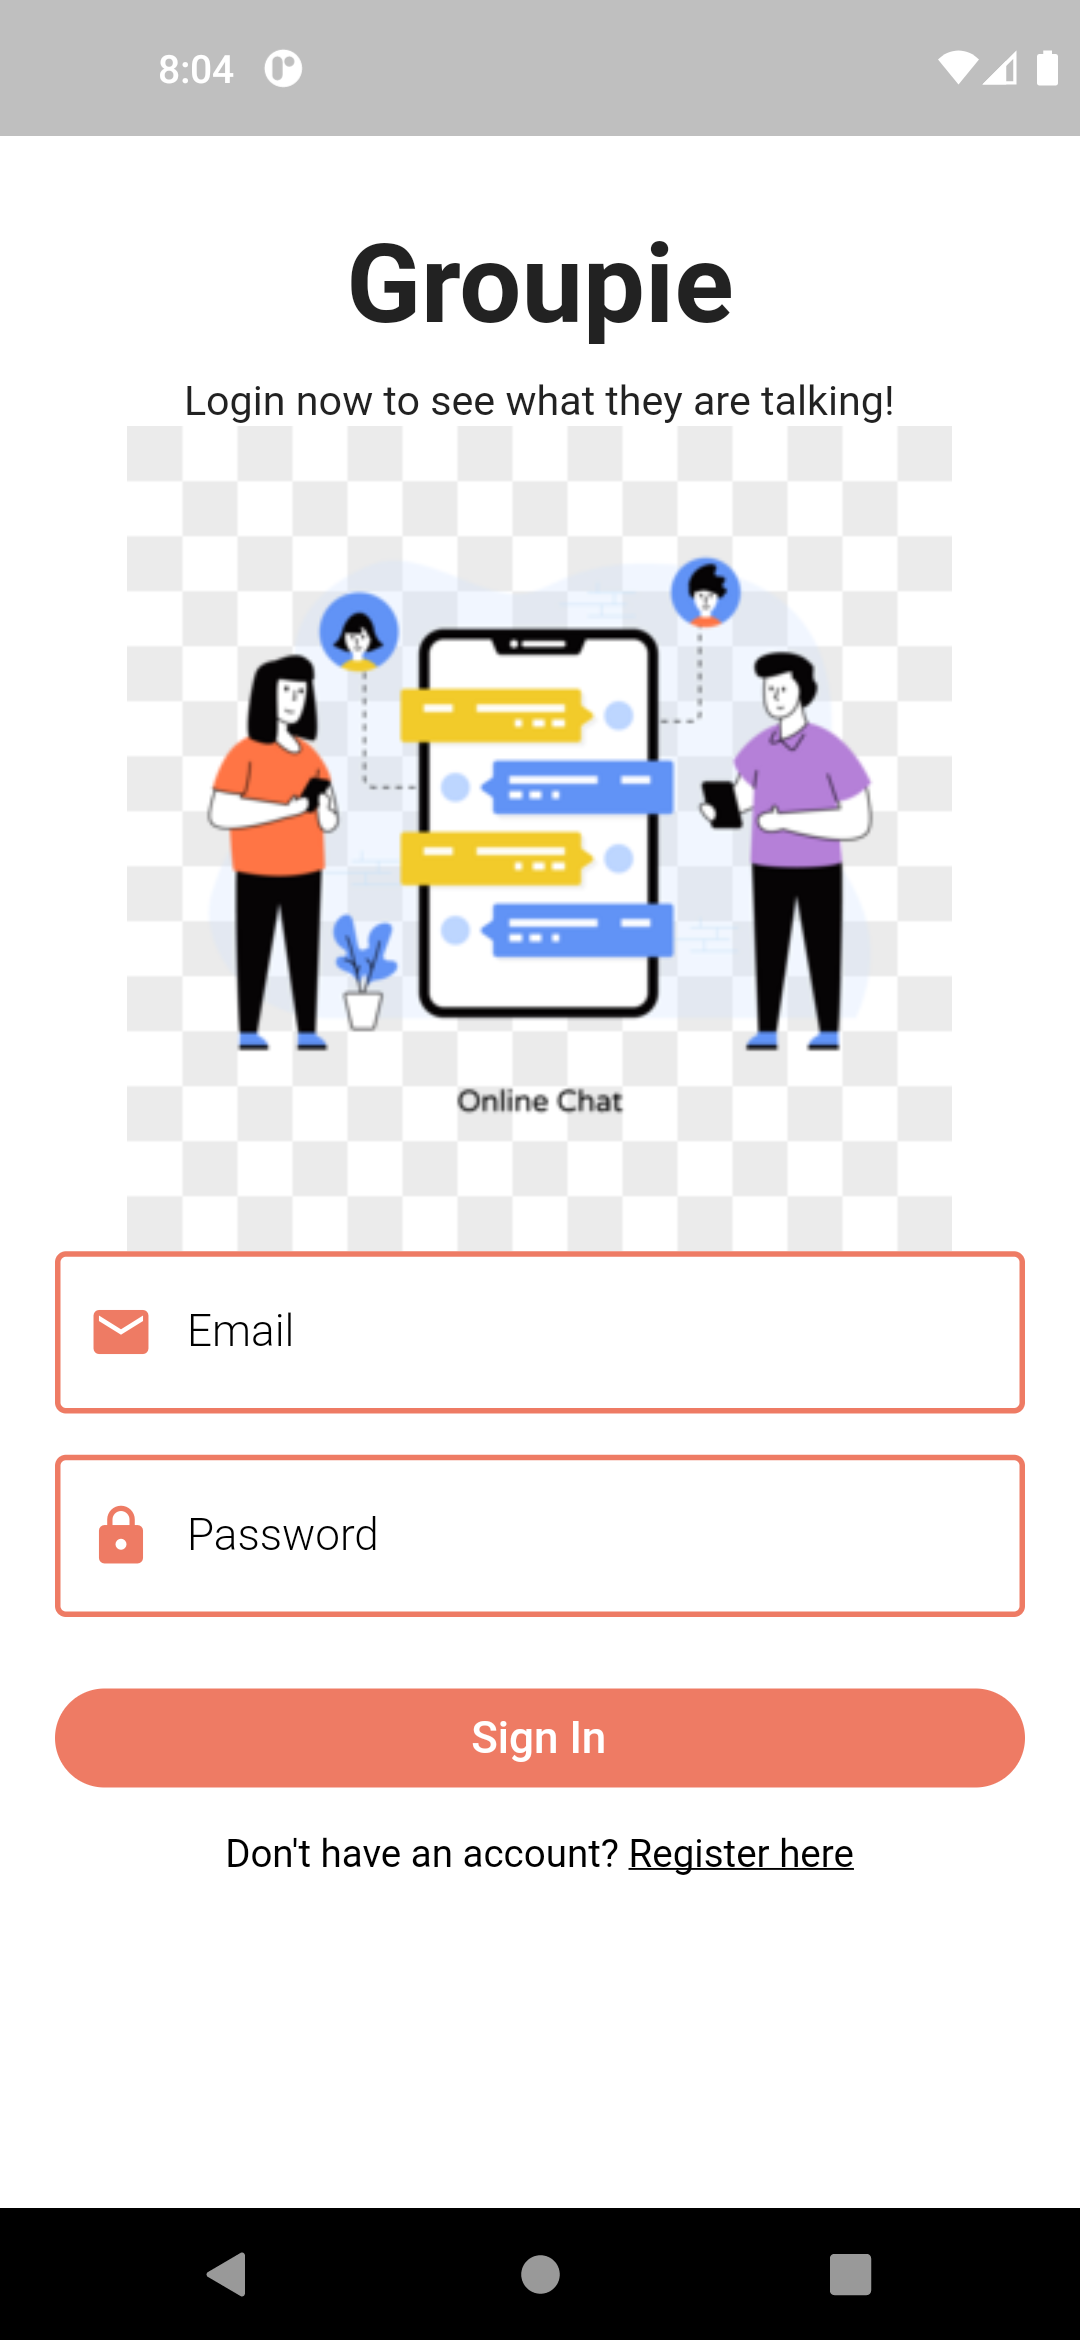 8:04
Groupie
Login now to see what they are talking!
Online Chat
Email
Password
Sign In
Don't have an account? Register here